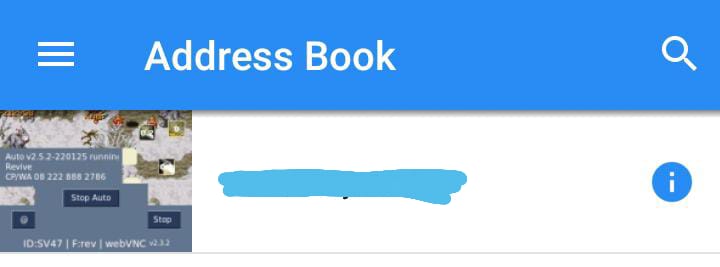 Address Book
Auto v2.5.2-220125 runnin
Revive
CP/WA 08 222 888 2786
Stop Auto
@
Stop
ID:SV47 | F:rev | webVNC v2.3.2